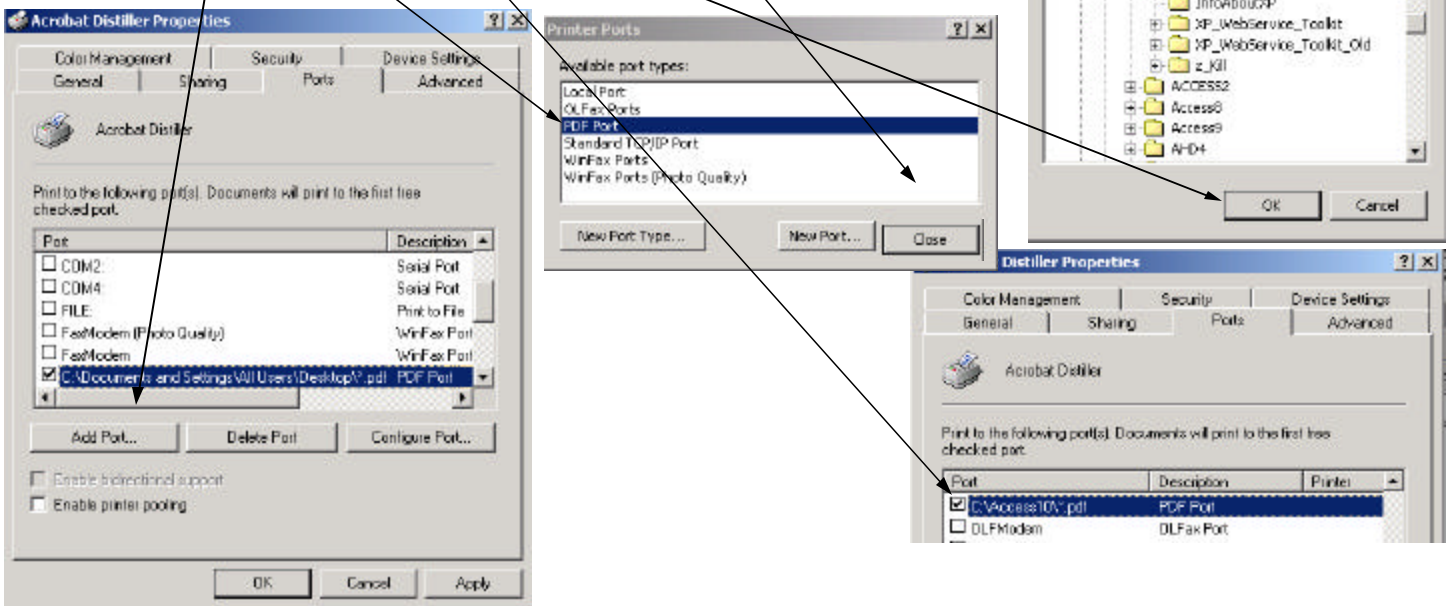 Acrobat Distiller Properties
Color Management Security Device Settings
General Sharing Ports Advanced
Acrobat Distiller
Print to the following port(s). Documents will print to the first free
checked port.
Port Description
COM2: Serial Port
COM4: Serial Port
FILE: Print to File
FaxModem (Photo Quality) WinFax Port
FaxModem WinFax Port
C:\Documents and Settings\All Users\Desktop\*.pdf PDF Port
Add Port... Delete Port Configure Port...
Enable bidirectional support
Enable printer pooling
OK Cancel Apply
Printer Ports
Available port types:
Local Port
OLFax Ports
PDF Port
Standard TCP/IP Port
WinFax Ports
WinFax Ports (Photo Quality)
New Port Type... New Port... Close
InfoAboutXP
XP_WebService_Toolkit
XP_WebService_Toolkit_Old
z_Kill
ACCESS2
Access8
Access9
AHD4
OK Cancel
Distiller Properties
Color Management Security Device Settings
General Sharing Ports Advanced
Acrobat Distiller
Print to the following port(s). Documents will print to the first free
checked port.
Port Description Printer
C:\Access10\*.pdf PDF Port
OLFModem OLFax Port